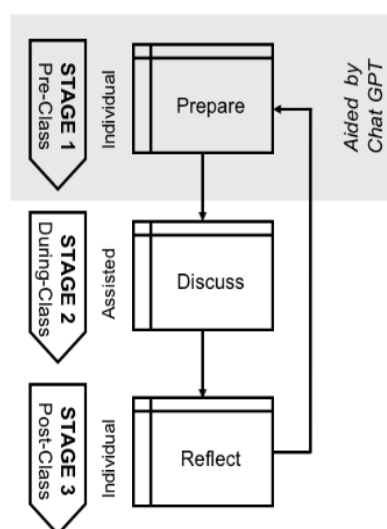 STAGE 1
Pre-Class
Individual
Prepare
Aided by
Chat GPT
STAGE 2
During-Class
Assisted
Discuss
STAGE 3
Post-Class
Individual
Reflect